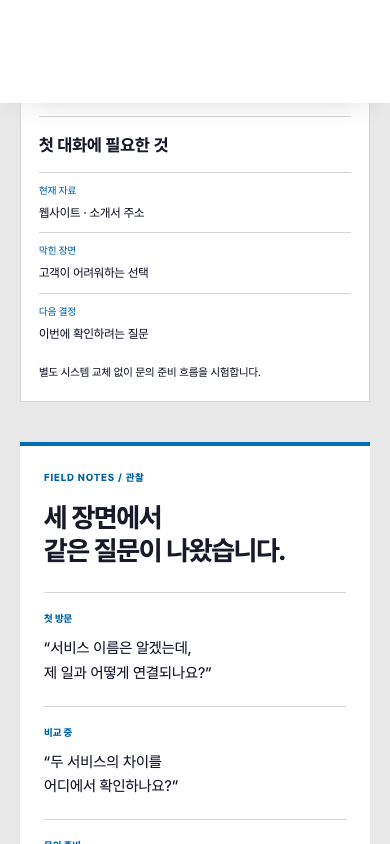 첫 대화에 필요한 것
현재 자료
웹사이트 · 소개서 주소
막힌 장면
고객이 어려워하는 선택
다음 결정
이번에 확인하려는 질문
별도 시스템 교체 없이 문의 준비 흐름을 시험합니다.
FIELD NOTES / 관찰
세 장면에서
같은 질문이 나왔습니다.
첫 방문
“서비스 이름은 알겠는데,
제 일과 어떻게 연결되나요?”
비교 중
“두 서비스의 차이를
어디에서 확인하나요?”